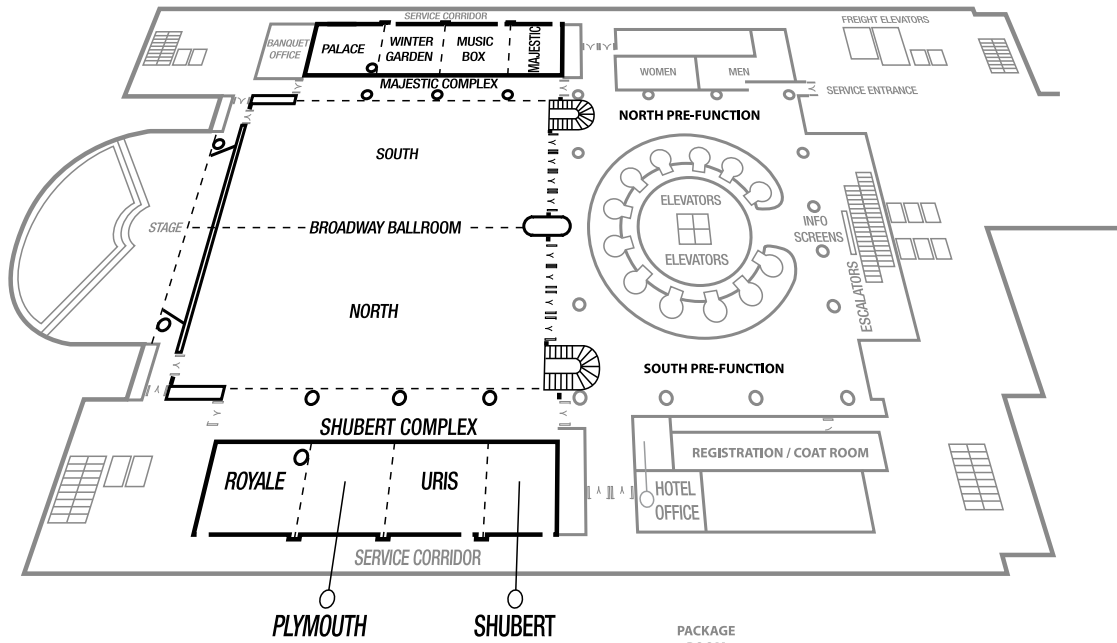 SERVICE CORRIDOR
FREIGHT ELEVATORS
BANQUET
OFFICE
PALACE
WINTER
GARDEN
MUSIC
BOX
MAJESTIC
WOMEN
MEN
MAJESTIC COMPLEX
SERVICE ENTRANCE
NORTH PRE-FUNCTION
SOUTH
ELEVATORS
INFO
SCREENS
STAGE
BROADWAY BALLROOM
ELEVATORS
ESCALATORS
NORTH
SOUTH PRE-FUNCTION
SHUBERT COMPLEX
REGISTRATION / COAT ROOM
ROYALE
URIS
HOTEL
OFFICE
SERVICE CORRIDOR
PLYMOUTH
SHUBERT
PACKAGE